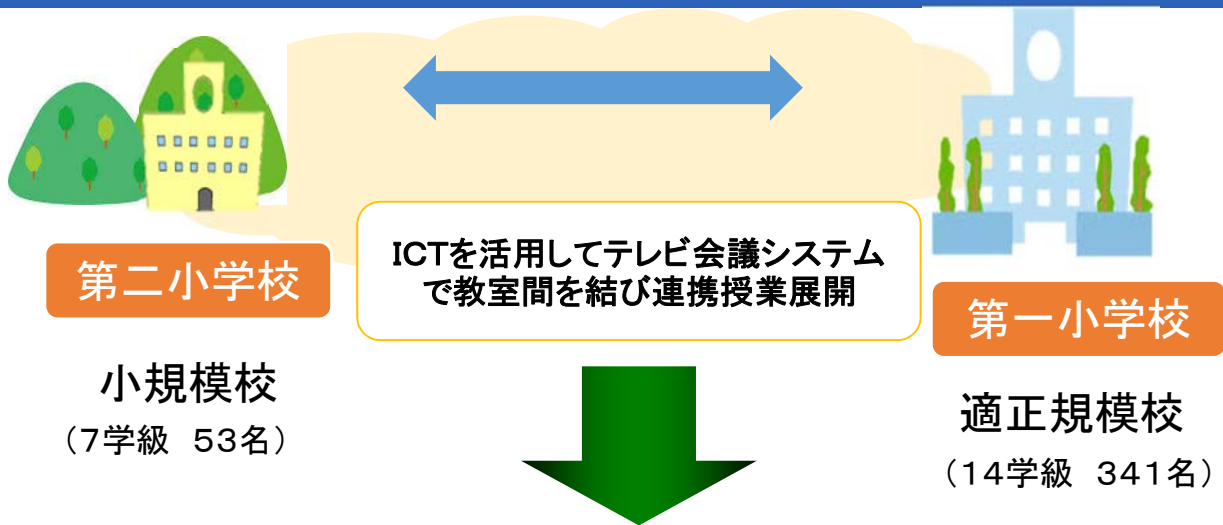 ICTを活用してテレビ会議システム
で教室間を結び連携授業展開
第二小学校
小規模校
(7学級 53名)
第一小学校
適正規模校
(14学級 341名)